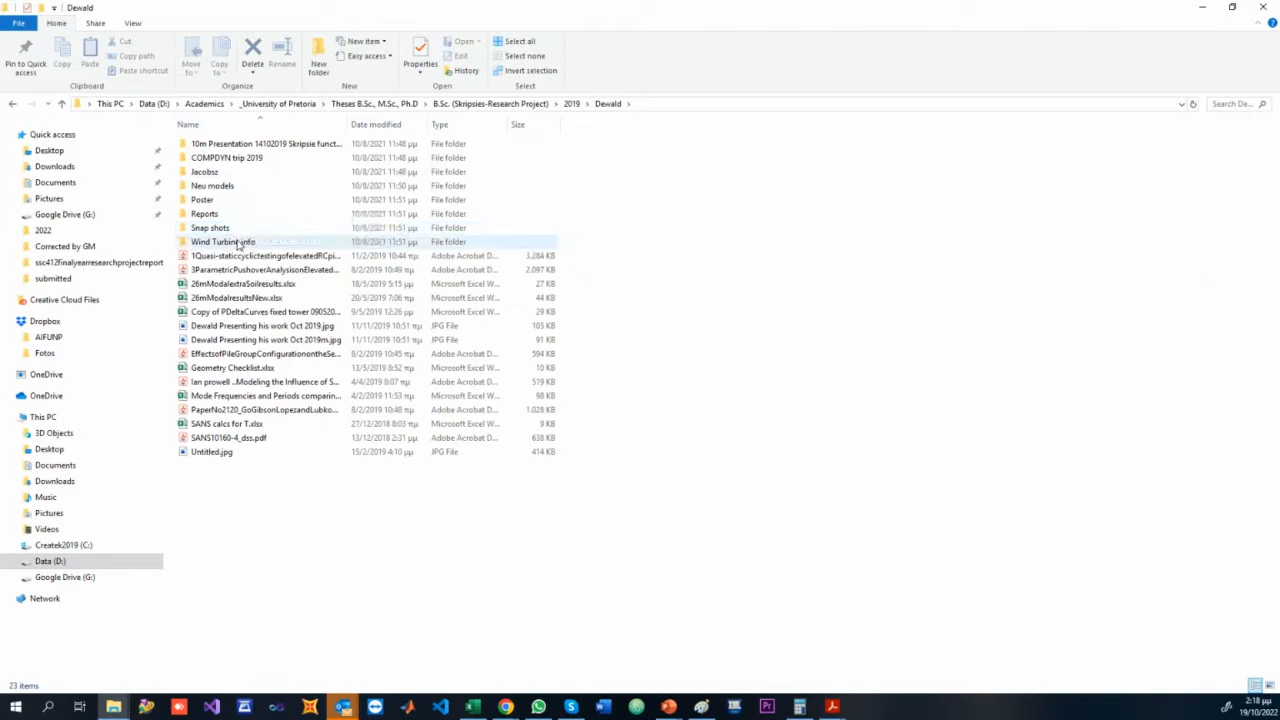 Dewald
File Home Share View
Pin to Quick access
Copy
Paste
Cut
Copy path
Paste shortcut
Clipboard
Move to
Copy to
Delete
Rename
Organize
New folder
New item
Easy access
New
Properties
Open
Edit
History
Open
Select all
Select none
Invert selection
Select
This PC Data (D:) Academics _University of Pretoria Theses B.Sc., M.Sc., Ph.D B.Sc. (Skripsies-Research Project) 2019 Dewald
Search De...
Quick access
Desktop
Downloads
Documents
Pictures
Google Drive (G:)
2022
Corrected by GM
ssc412finalyearresearchprojectreport
submitted
Creative Cloud Files
Dropbox
AIFUNP
Fotos
OneDrive
OneDrive
This PC
3D Objects
Desktop
Documents
Downloads
Music
Pictures
Videos
Createk2019 (C:)
Data (D:)
Google Drive (G:)
Network
Name Date modified Type Size
10m Presentation 14102019 Skripsie funct... 10/8/2021 11:48 μμ File folder
COMPDYN trip 2019 10/8/2021 11:48 μμ File folder
Jacobsz 10/8/2021 11:48 μμ File folder
Neu models 10/8/2021 11:50 μμ File folder
Poster 10/8/2021 11:51 μμ File folder
Reports 10/8/2021 11:51 μμ File folder
Snap shots 10/8/2021 11:51 μμ File folder
Wind Turbine info 10/8/2021 11:51 μμ File folder
1Quasi-staticcyclictestingofelevatedRCpi... 11/2/2019 10:44 πμ Adobe Acrobat D... 3.284 KB
3ParametricPushoverAnalysisonElevated... 8/2/2019 10:49 πμ Adobe Acrobat D... 2.097 KB
26mModalextraSoilresults.xlsx 18/5/2019 5:15 μμ Microsoft Excel W... 27 KB
26mModalresultsNew.xlsx 20/5/2019 7:06 πμ Microsoft Excel W... 44 KB
Copy of PDeltaCurves fixed tower 090520... 9/5/2019 12:26 μμ Microsoft Excel W... 29 KB
Dewald Presenting his work Oct 2019.jpg 11/11/2019 10:51 πμ JPG File 105 KB
Dewald Presenting his work Oct 2019m.jpg 11/11/2019 10:51 πμ JPG File 91 KB
EffectsofPileGroupConfigurationontheSe... 8/2/2019 10:45 πμ Adobe Acrobat D... 594 KB
Geometry Checklist.xlsx 13/5/2019 8:52 πμ Microsoft Excel W... 10 KB
Ian prowell ..Modeling the Influence of S... 4/4/2019 8:07 πμ Adobe Acrobat D... 519 KB
Mode Frequencies and Periods comparin... 4/2/2019 11:53 πμ Microsoft Excel W... 98 KB
PaperNo2120_GoGibsonLopezandLubko... 8/2/2019 10:48 πμ Adobe Acrobat D... 1.028 KB
SANS calcs for T.xlsx 27/12/2018 8:03 πμ Microsoft Excel W... 9 KB
SANS10160-4_dss.pdf 13/12/2018 2:31 μμ Adobe Acrobat D... 638 KB
Untitled.jpg 15/2/2019 4:10 μμ JPG File 414 KB
23 items
2:18 μμ
19/10/2022